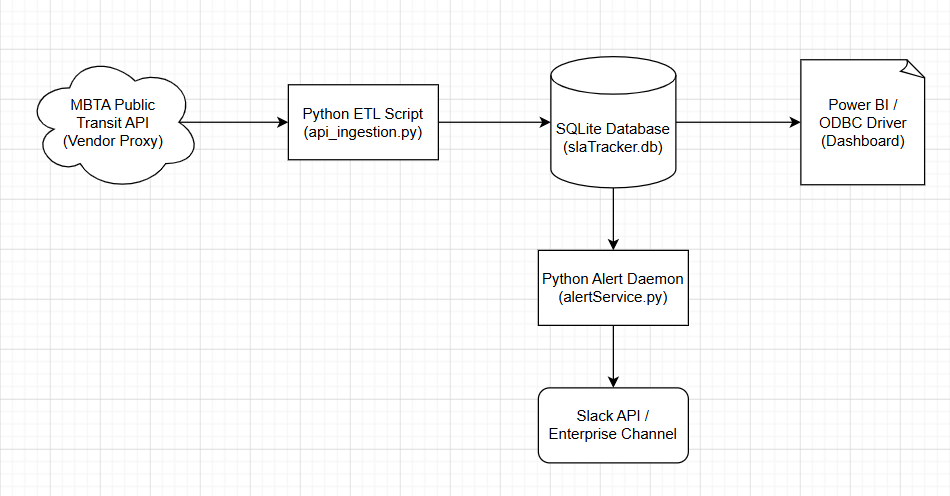 MBTA Public
Transit API
(Vendor Proxy)
Python ETL Script
(api_ingestion.py)
SQLite Database
(slaTracker.db)
Power BI /
ODBC Driver
(Dashboard)
Python Alert Daemon
(alertService.py)
Slack API /
Enterprise Channel